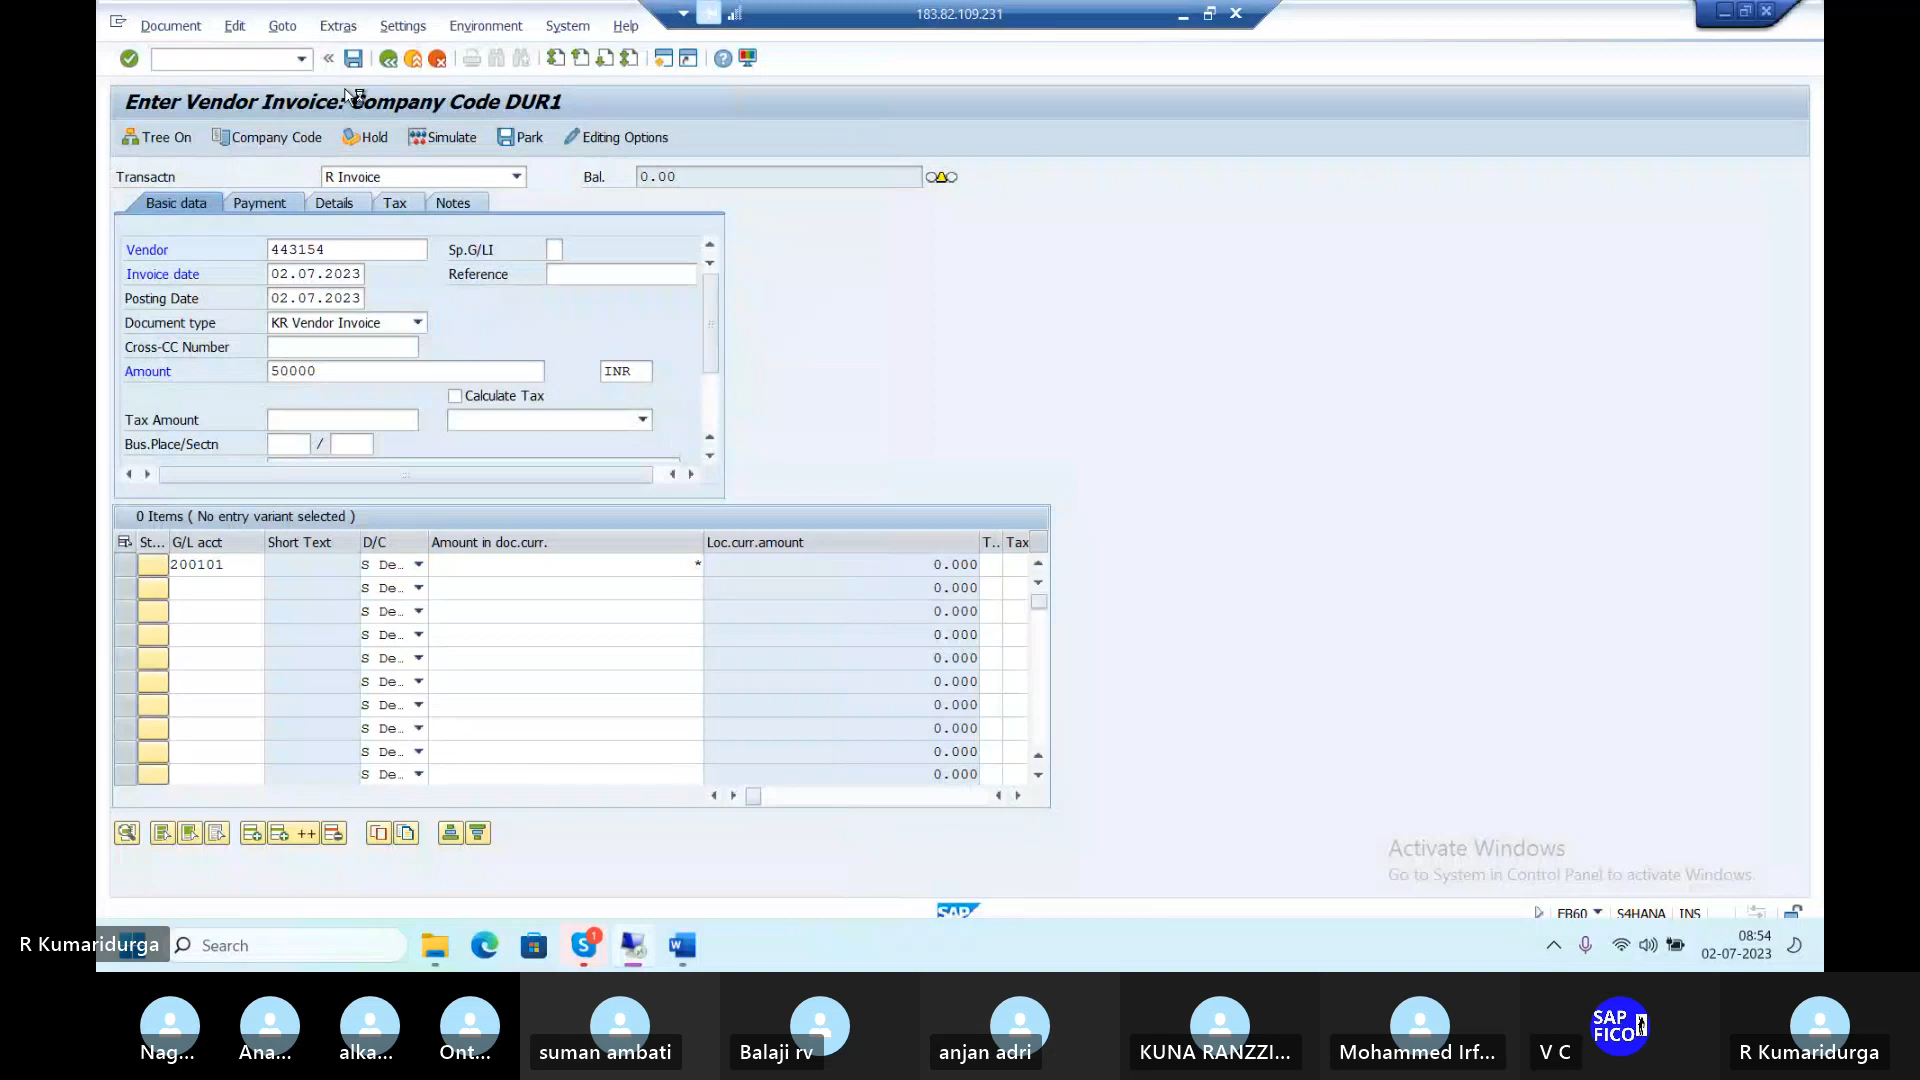 Document Edit Goto Extras Settings Environment System Help
183.82.109.231
Enter Vendor Invoice: Company Code DUR1
Tree On Company Code Hold Simulate Park Editing Options
Transactn R Invoice Bal. 0.00
Basic data Payment Details Tax Notes
Vendor 443154 Sp.G/LI
Invoice date 02.07.2023 Reference
Posting Date 02.07.2023
Document type KR Vendor Invoice
Cross-CC Number
Amount 50000 INR
Calculate Tax
Tax Amount
Bus.Place/Sectn /
0 Items ( No entry variant selected )
St... G/L acct Short Text D/C Amount in doc.curr. Loc.curr.amount T.. Tax
200101 S De.. * 0.000
S De.. 0.000
S De.. 0.000
S De.. 0.000
S De.. 0.000
S De.. 0.000
S De.. 0.000
S De.. 0.000
S De.. 0.000
S De.. 0.000
++
Activate Windows
Go to System in Control Panel to activate Windows.
SAP
FB60 S4HANA INS
R Kumaridurga Search S 1 W
08:54
02-07-2023
SAP
FICO
Nag... Ana... alka... Ont... suman ambati Balaji rv anjan adri KUNA RANZZI... Mohammed Irf... V C R Kumaridurga